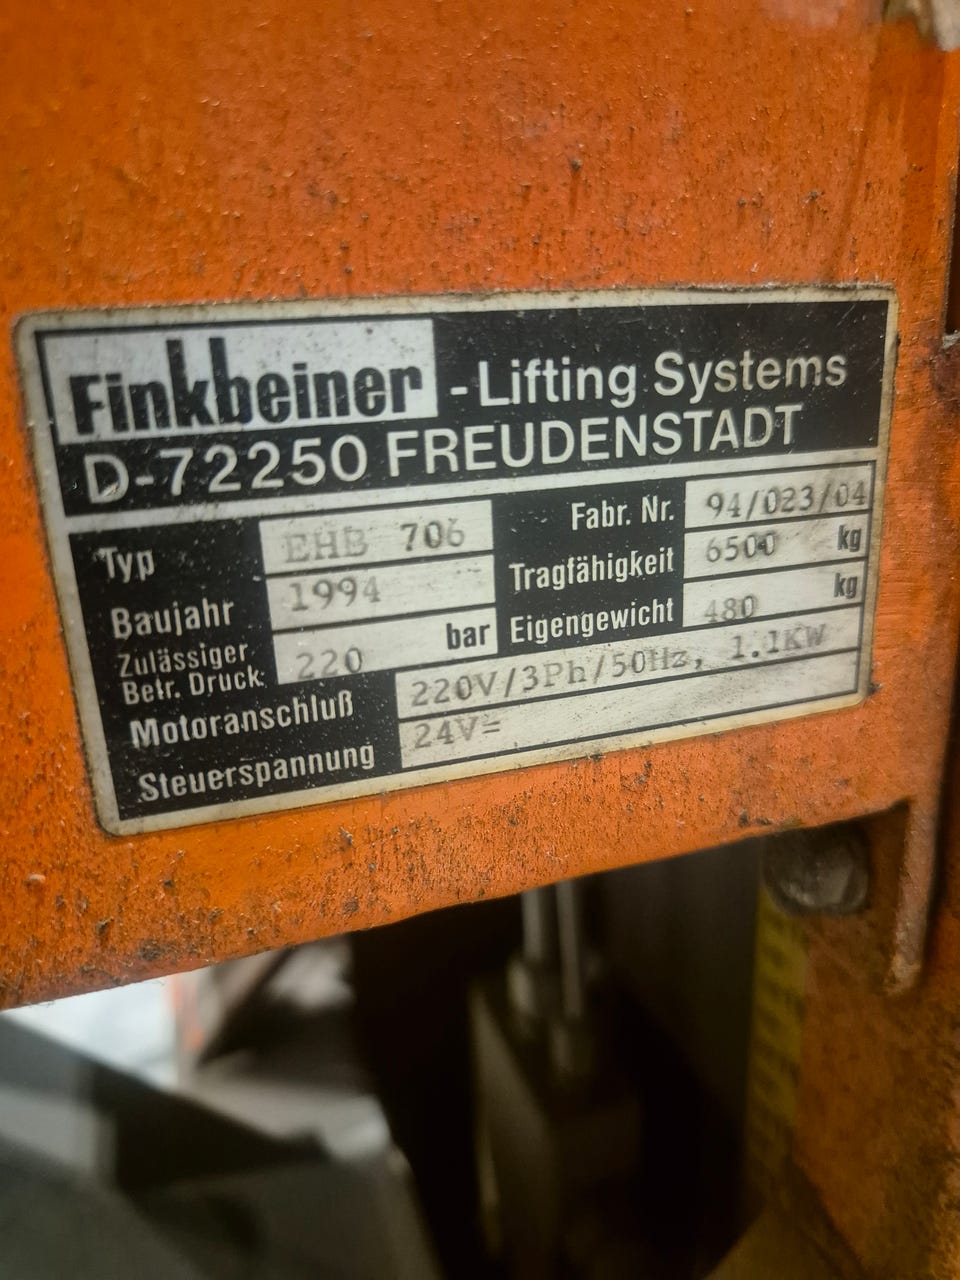 Finkbeiner - Lifting Systems
D-72250 FREUDENSTADT
Typ EHB 706
Fabr. Nr. 94/023/04
Baujahr 1994
Tragfähigkeit 6500 kg
Zulässiger
Betr. Druck: 220 bar
Eigengewicht 480 kg
Motoranschluß 220V/3Ph/50Hz, 1.1KW
Steuerspannung 24V=